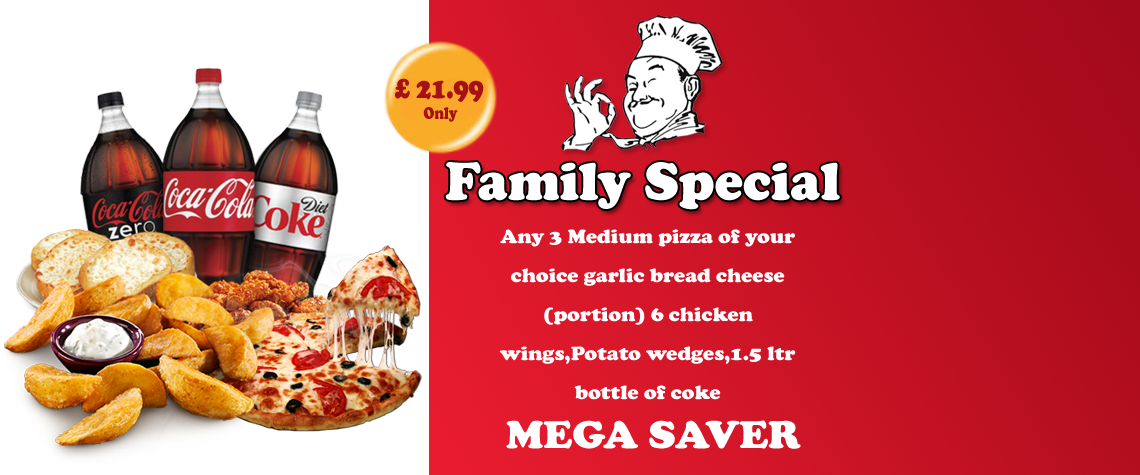 £ 21.99
Only
Coca-Cola
zero
Coca-Cola
Diet
Coke
Family Special
Any 3 Medium pizza of your
choice garlic bread cheese
(portion) 6 chicken
wings,Potato wedges,1.5 ltr
bottle of coke
MEGA SAVER